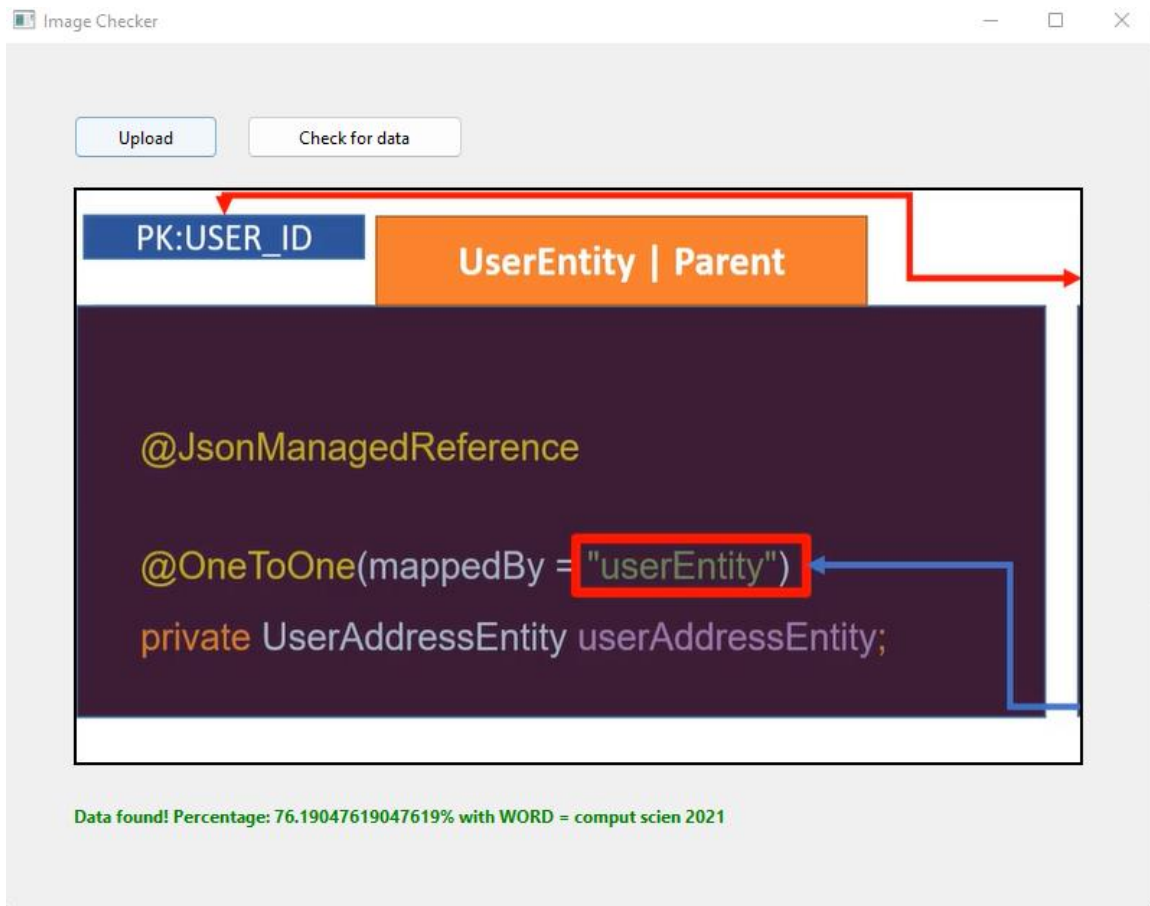 Image Checker
Upload Check for data
PK:USER_ID
UserEntity | Parent
@JsonManagedReference
@OneToOne(mappedBy = "userEntity")
private UserAddressEntity userAddressEntity;
Data found! Percentage: 76.19047619047619% with WORD = comput scien 2021